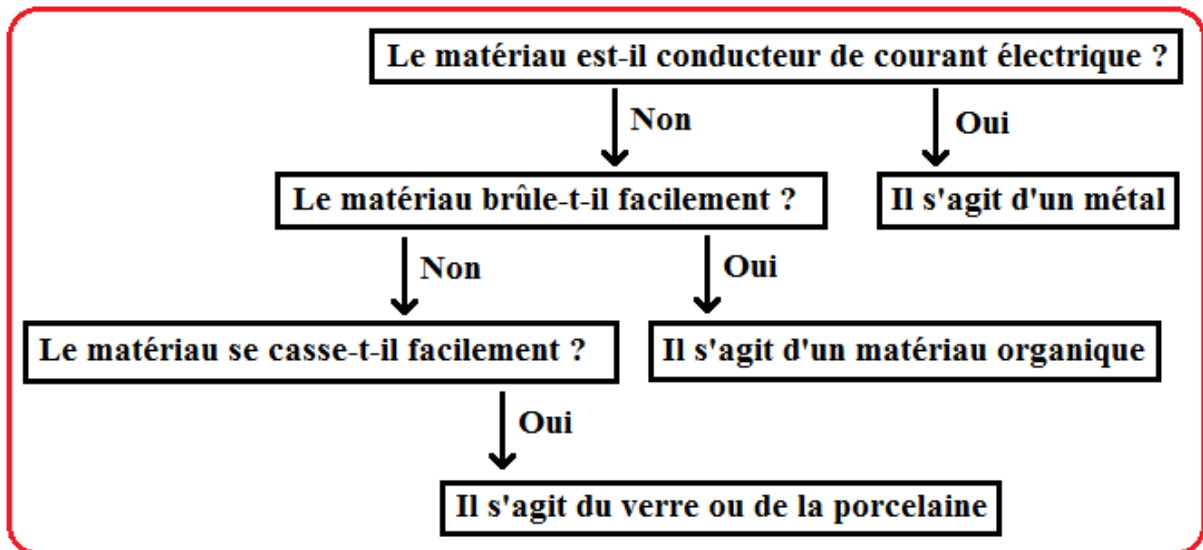 Le matériau est-il conducteur de courant électrique ?
Non
Oui
Le matériau brûle-t-il facilement ?
Il s'agit d'un métal
Non
Oui
Le matériau se casse-t-il facilement ?
Il s'agit d'un matériau organique
Oui
Il s'agit du verre ou de la porcelaine